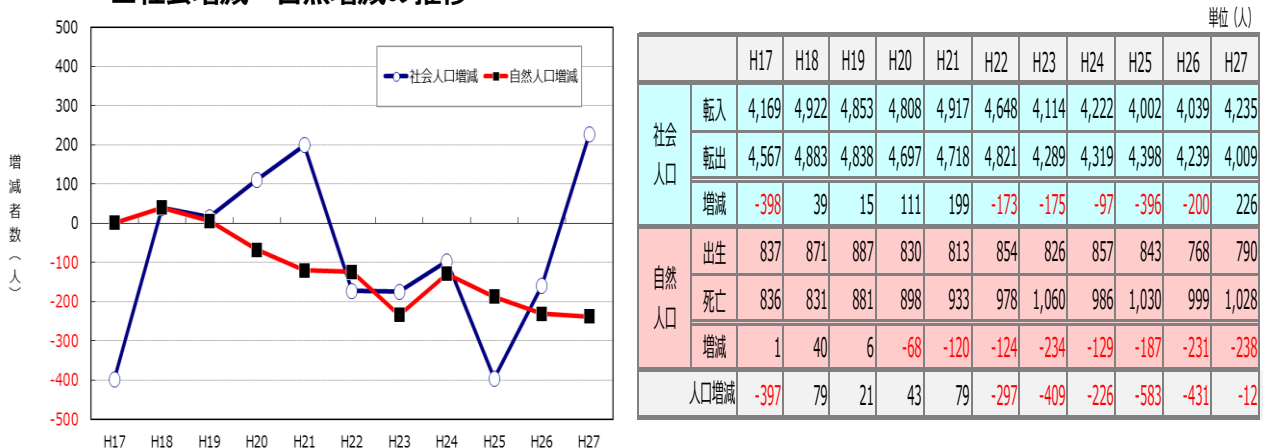 社会増減・自然増減の推移
500
400
300
200
100
0
-100
-200
-300
-400
-500
増減者数（人）
社会人口増減 自然人口増減
H17 H18 H19 H20 H21 H22 H23 H24 H25 H26 H27
単位（人）
H17 H18 H19 H20 H21 H22 H23 H24 H25 H26 H27
社会人口
転入 4,169 4,922 4,853 4,808 4,917 4,648 4,114 4,222 4,002 4,039 4,235
転出 4,567 4,883 4,838 4,697 4,718 4,821 4,289 4,319 4,398 4,239 4,009
増減 -398 39 15 111 199 -173 -175 -97 -396 -200 226
自然人口
出生 837 871 887 830 813 854 826 857 843 768 790
死亡 836 831 881 898 933 978 1,060 986 1,030 999 1,028
増減 1 40 6 -68 -120 -124 -234 -129 -187 -231 -238
人口増減 -397 79 21 43 79 -297 -409 -226 -583 -431 -12